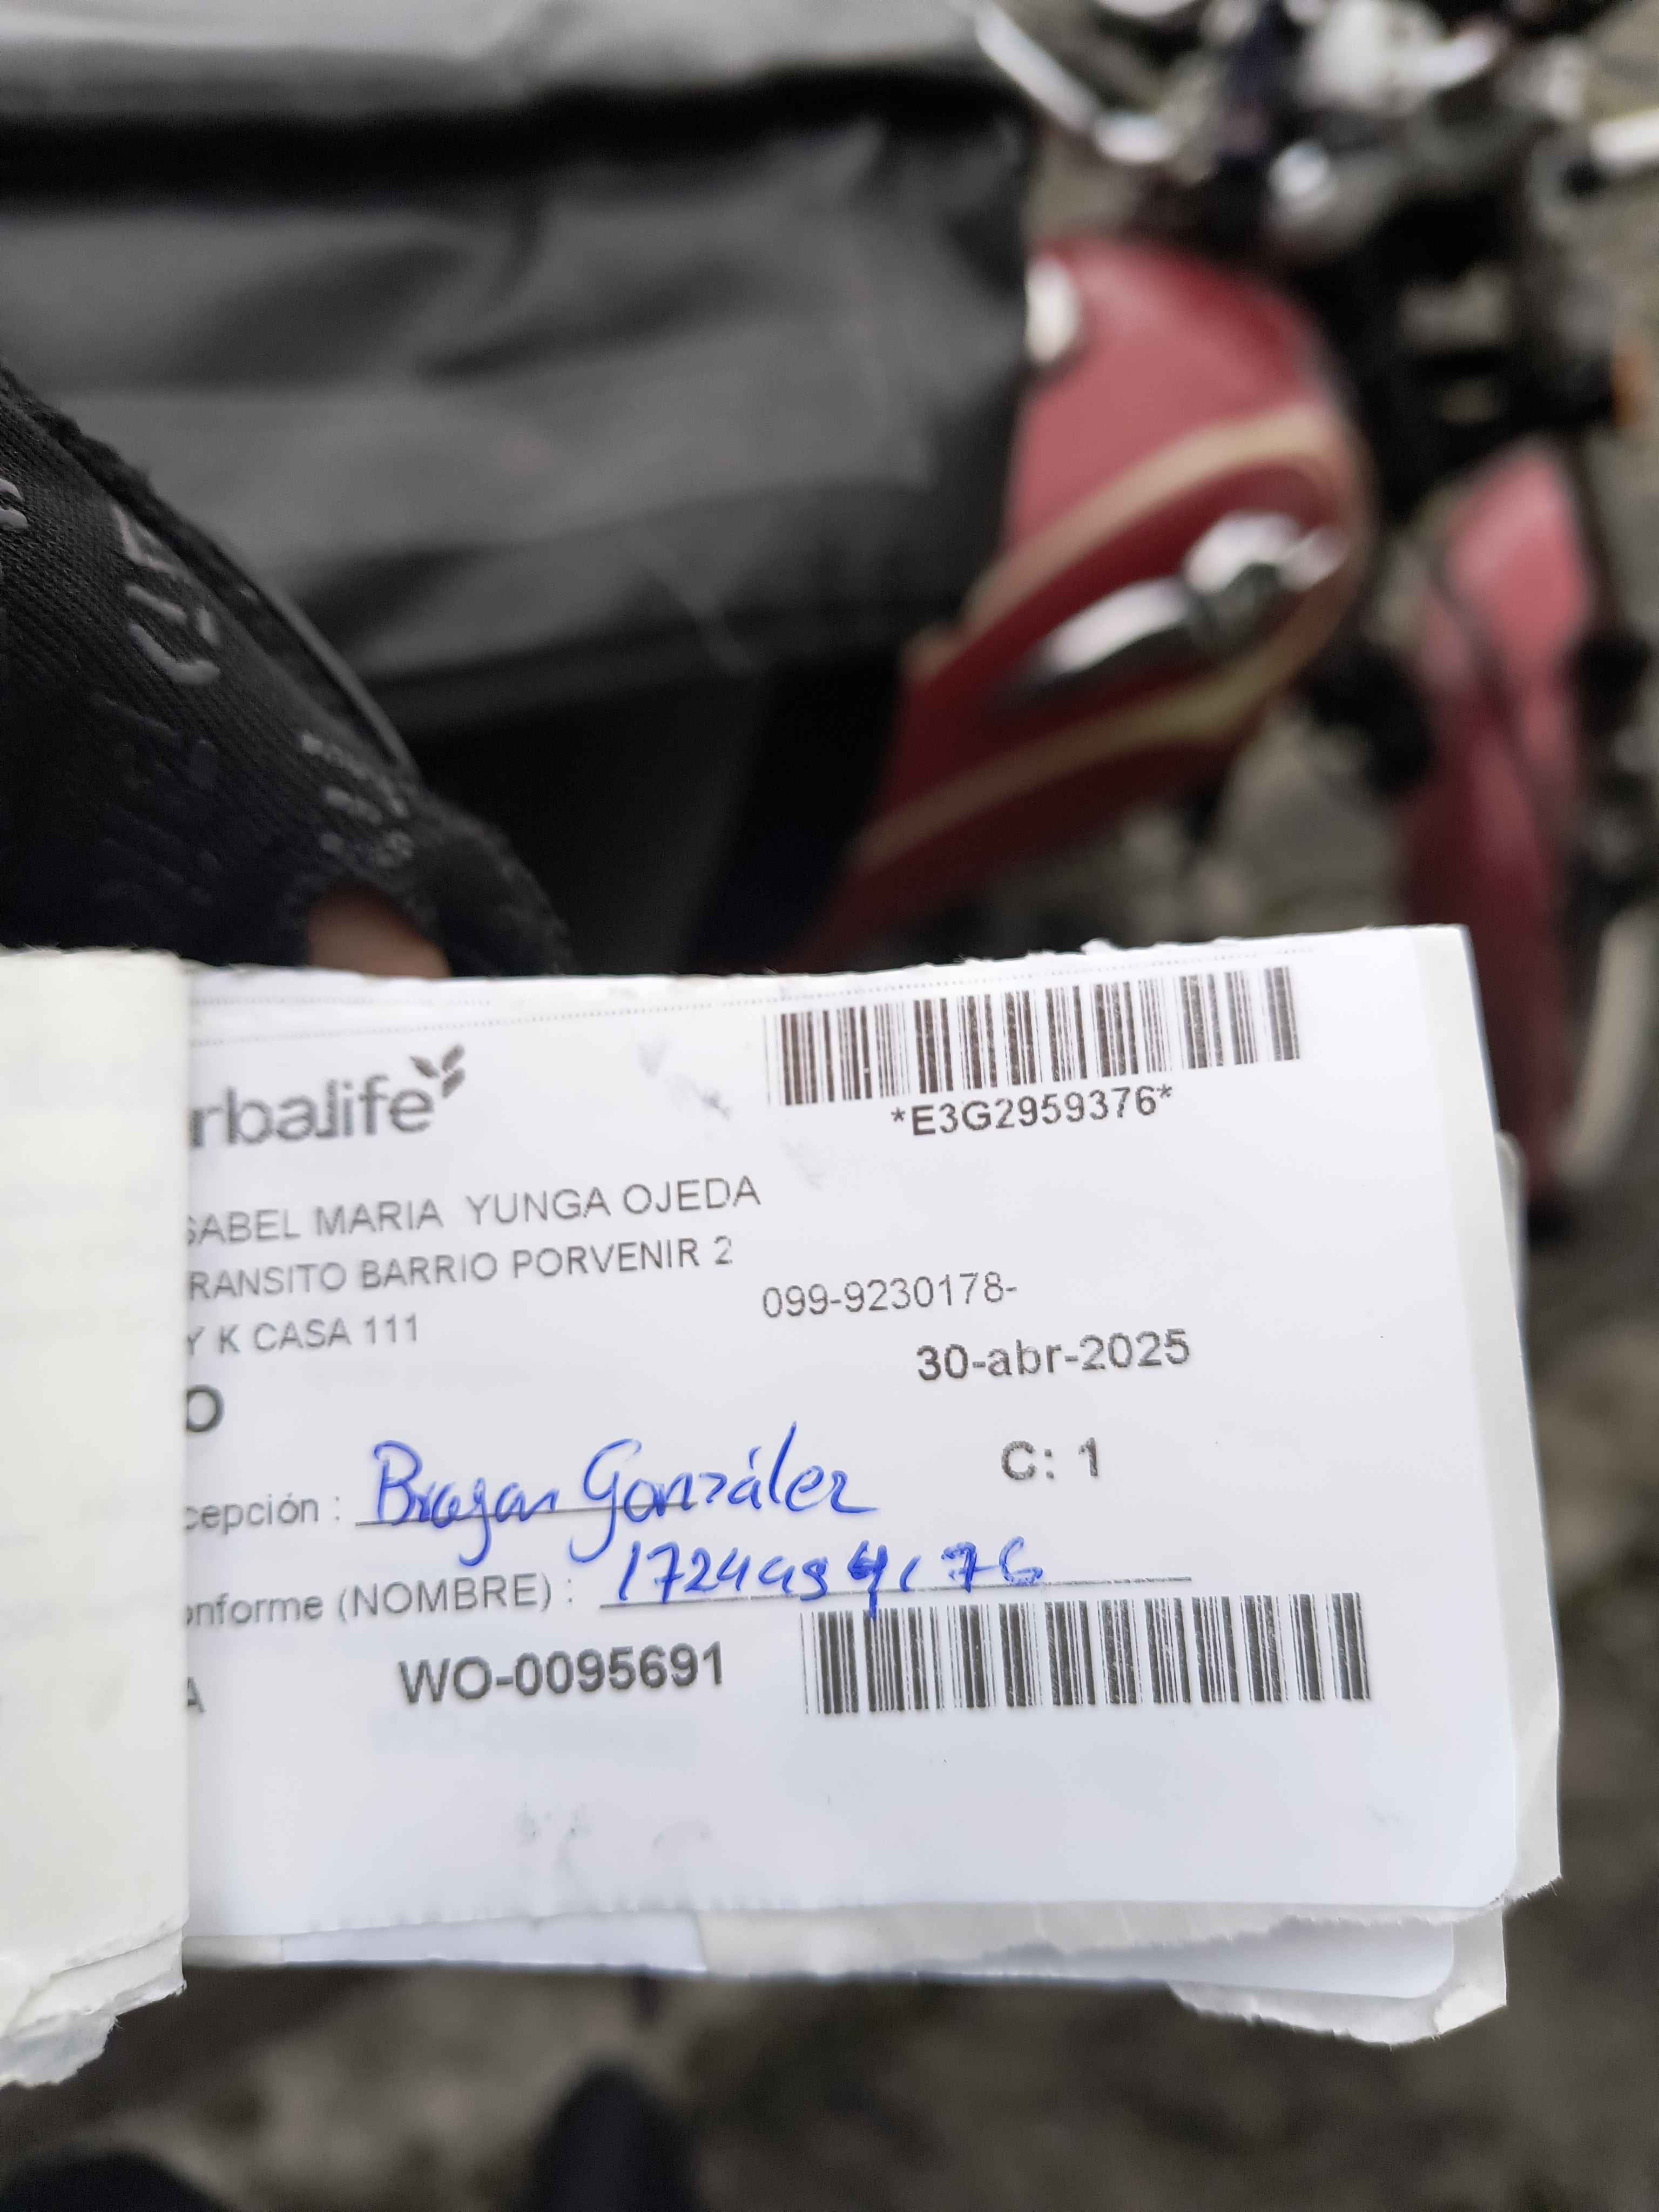 rbalife
*E3G2959376*
SABEL MARIA YUNGA OJEDA
RANSITO BARRIO PORVENIR 2
099-9230178-
Y K CASA 111
30-abr-2025
O
C: 1
cepción : Brayan González
onforme (NOMBRE) :
A WO-0095691